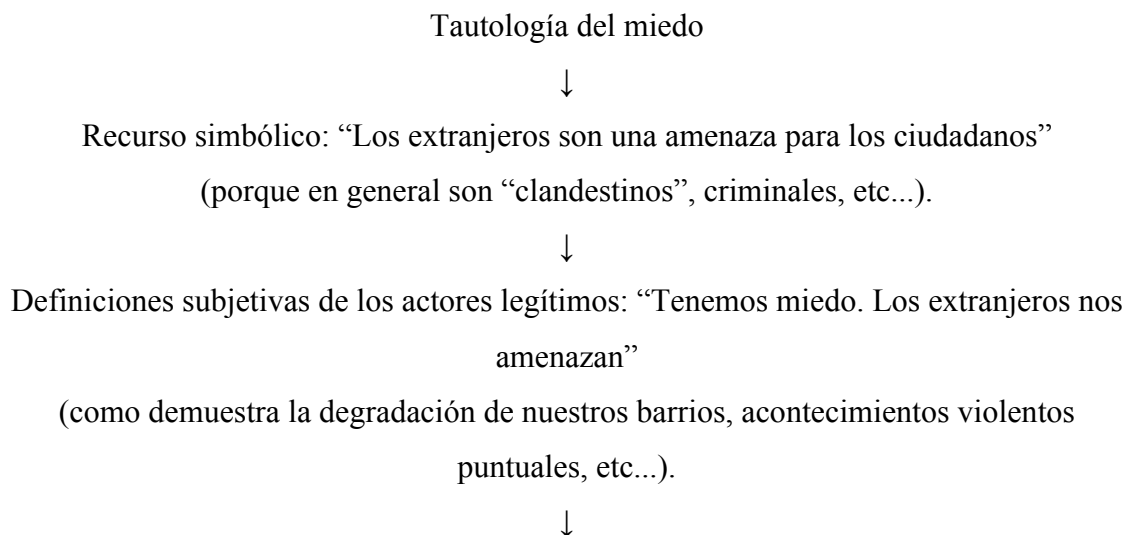 Tautología del miedo
↓
Recurso simbólico: “Los extranjeros son una amenaza para los ciudadanos”
(porque en general son “clandestinos”, criminales, etc...).
↓
Definiciones subjetivas de los actores legítimos: “Tenemos miedo. Los extranjeros nos
amenazan”
(como demuestra la degradación de nuestros barrios, acontecimientos violentos
puntuales, etc...).
↓